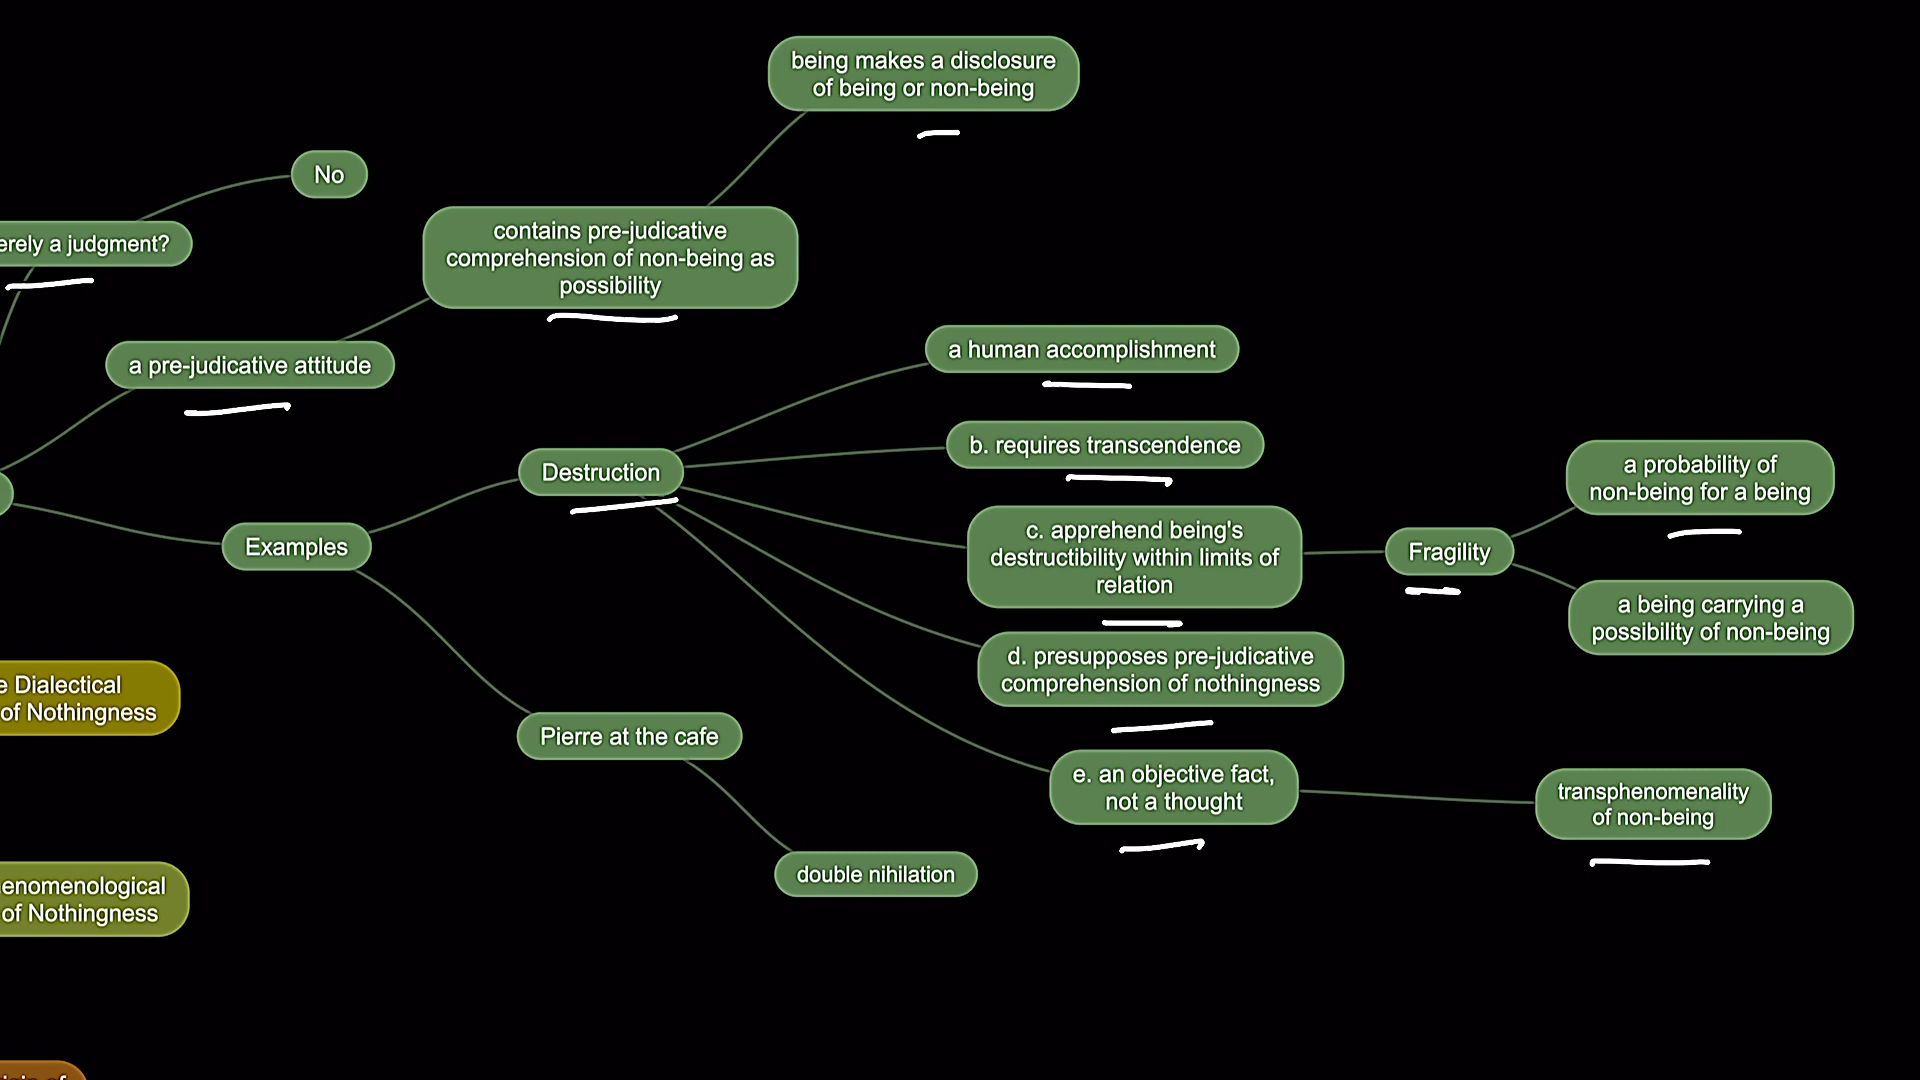 being makes a disclosure
of being or non-being
No
erely a judgment?
contains pre-judicative
comprehension of non-being as
possibility
a pre-judicative attitude
a human accomplishment
b. requires transcendence
Destruction
c. apprehend being's
destructibility within limits of
relation
Fragility
a probability of
non-being for a being
a being carrying a
possibility of non-being
Examples
d. presupposes pre-judicative
comprehension of nothingness
e Dialectical
of Nothingness
Pierre at the cafe
e. an objective fact,
not a thought
transphenomenality
of non-being
double nihilation
enomenological
of Nothingness